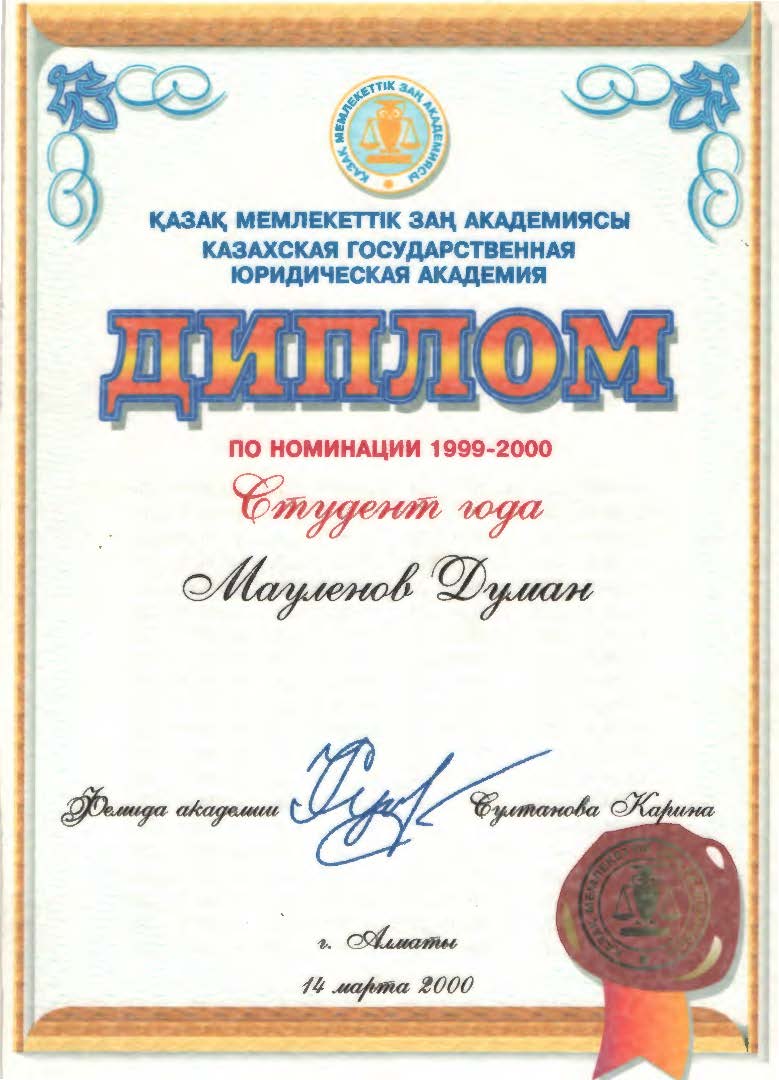 ҚАЗАҚ МЕМЛЕКЕТТІК ЗАҢ АКАДЕМИЯСЫ
ҚАЗАҚ МЕМЛЕКЕТТІК ЗАҢ АКАДЕМИЯСЫ
КАЗАХСКАЯ ГОСУДАРСТВЕННАЯ
ЮРИДИЧЕСКАЯ АКАДЕМИЯ
ДИПЛОМ
ПО НОМИНАЦИИ 1999-2000
Студент года
Мауленов Думан
Фемида академии Султанова Карина
г. Алматы
14 марта 2000